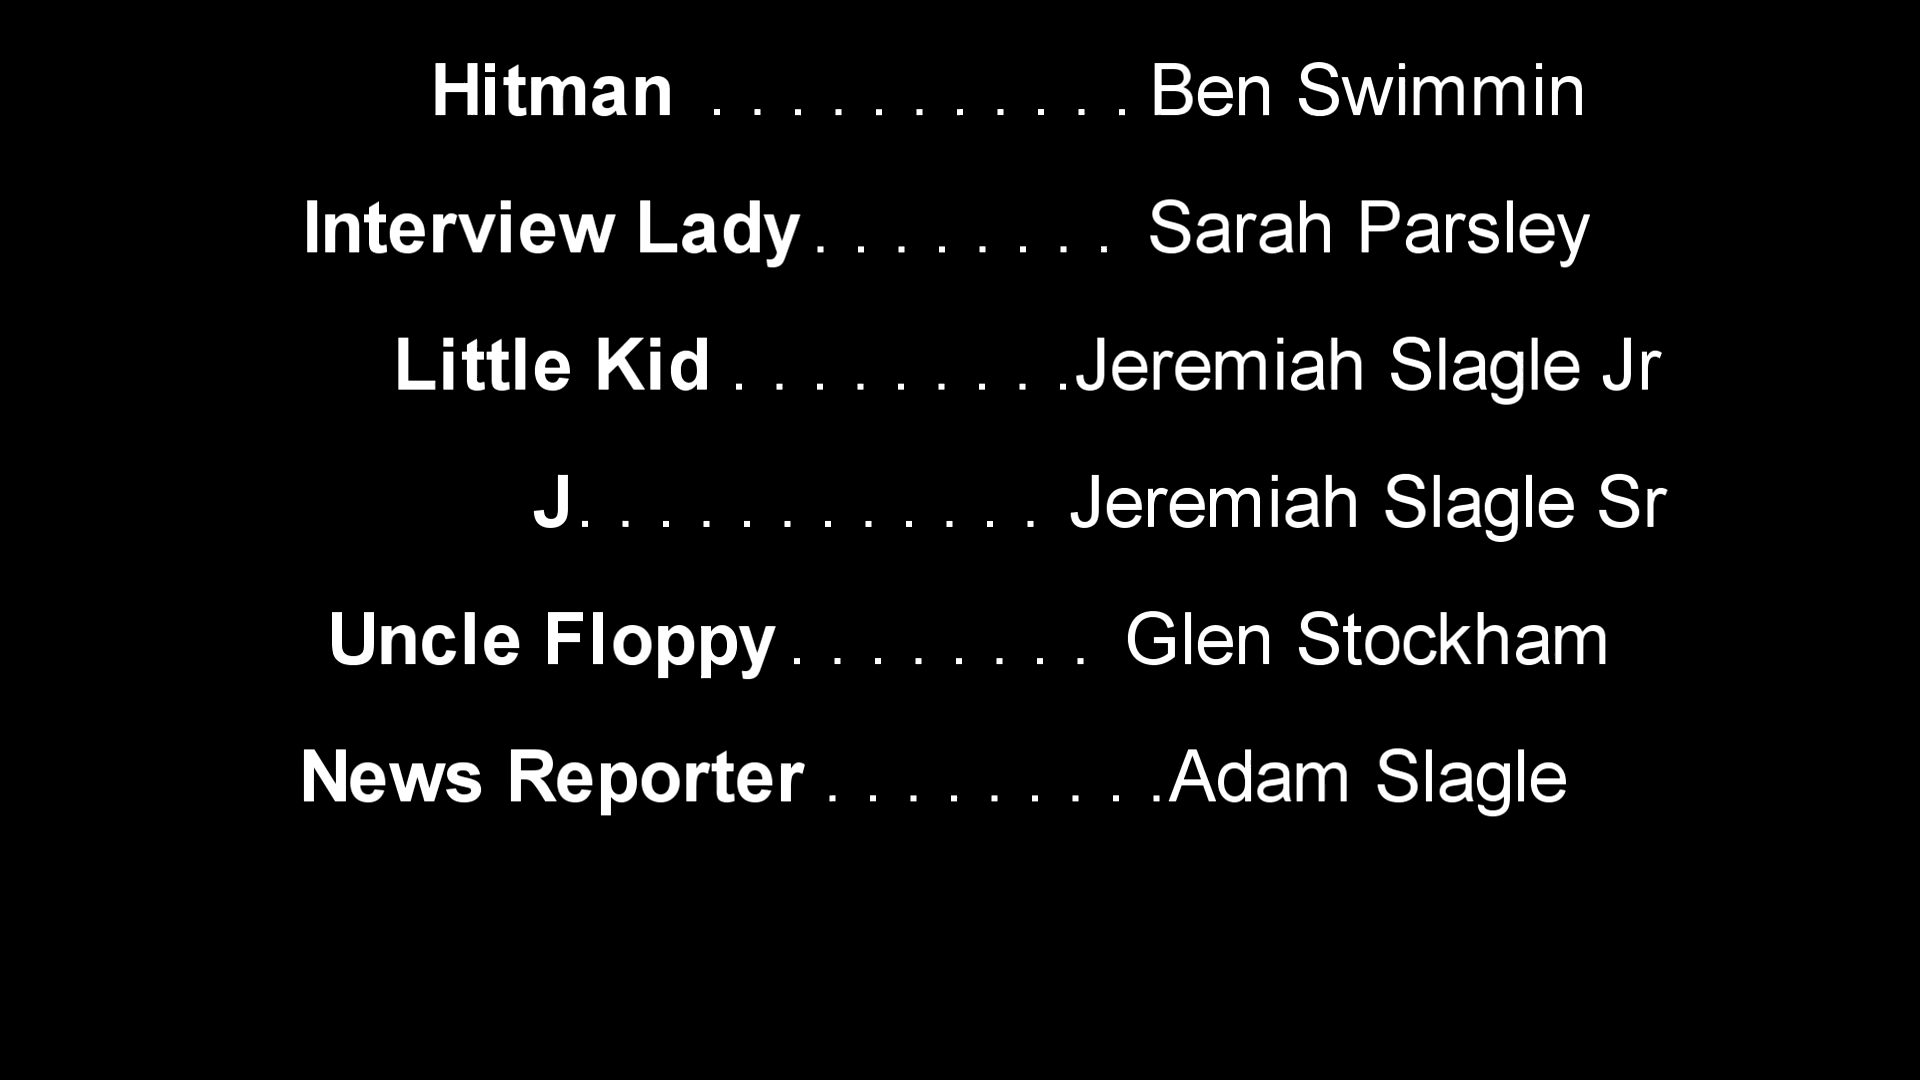 Hitman . . . . . . . . . . . Ben Swimmin
Interview Lady . . . . . . . . Sarah Parsley
Little Kid . . . . . . . . . Jeremiah Slagle Jr
J . . . . . . . . . . . . Jeremiah Slagle Sr
Uncle Floppy . . . . . . . . Glen Stockham
News Reporter . . . . . . . . . Adam Slagle